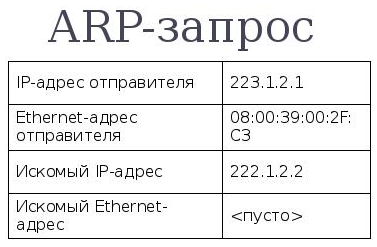 ARP-запрос
IP-адрес отправителя
223.1.2.1
Ethernet-адрес
отправителя
08:00:39:00:2F:
C3
Искомый IP-адрес
222.1.2.2
Искомый Ethernet-
адрес
<пусто>